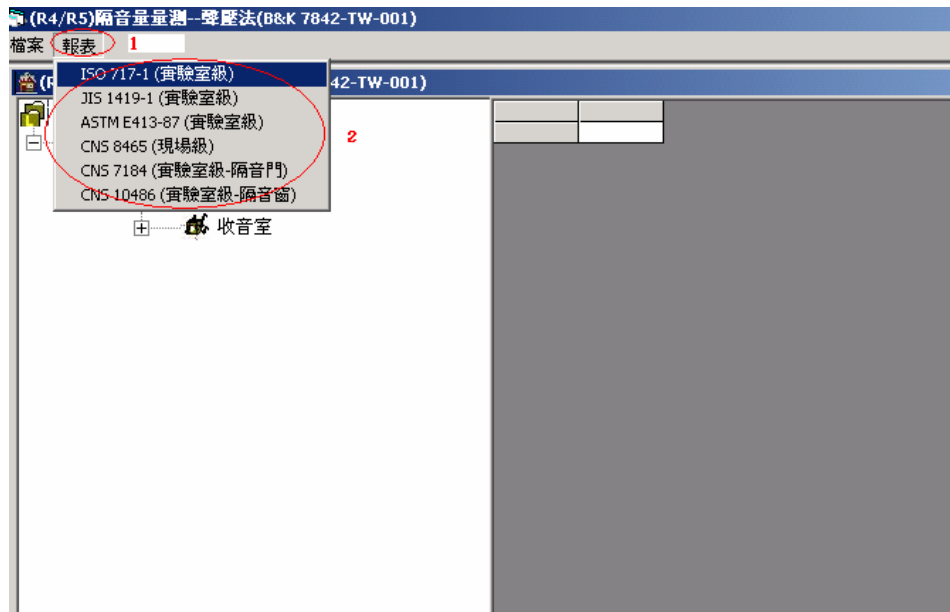 (R4/R5)隔音量量測--聲壓法(B&K 7842-TW-001)
檔案 報表 1
ISO 717-1 (實驗室級)
(R 42-TW-001)
JIS 1419-1 (實驗室級)
ASTM E413-87 (實驗室級)
CNS 8465 (現場級) 2
CNS 7184 (實驗室級-隔音門)
CNS 10486 (實驗室級-隔音窗)
收音室